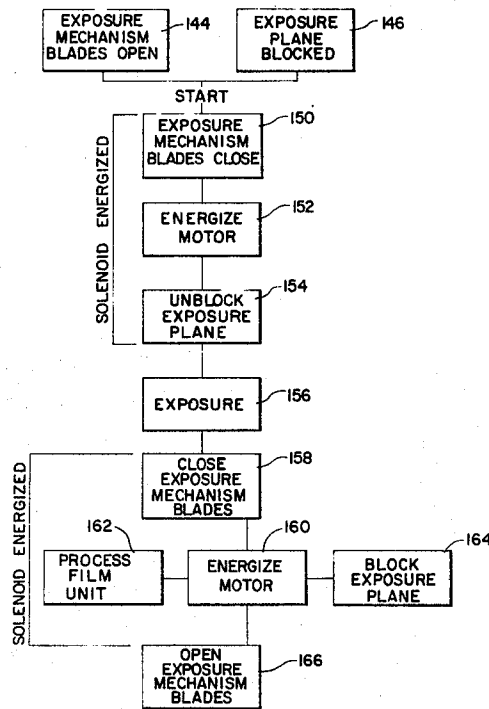 EXPOSURE
MECHANISM
BLADES OPEN
144
EXPOSURE
PLANE
BLOCKED
146
START
EXPOSURE
MECHANISM
BLADES CLOSE
150
SOLENOID ENERGIZED
ENERGIZE
MOTOR
152
UNBLOCK
EXPOSURE
PLANE
154
EXPOSURE
156
CLOSE
EXPOSURE
MECHANISM
BLADES
158
SOLENOID ENERGIZED
PROCESS
FILM
UNIT
162
ENERGIZE
MOTOR
160
BLOCK
EXPOSURE
PLANE
164
OPEN
EXPOSURE
MECHANISM
BLADES
166